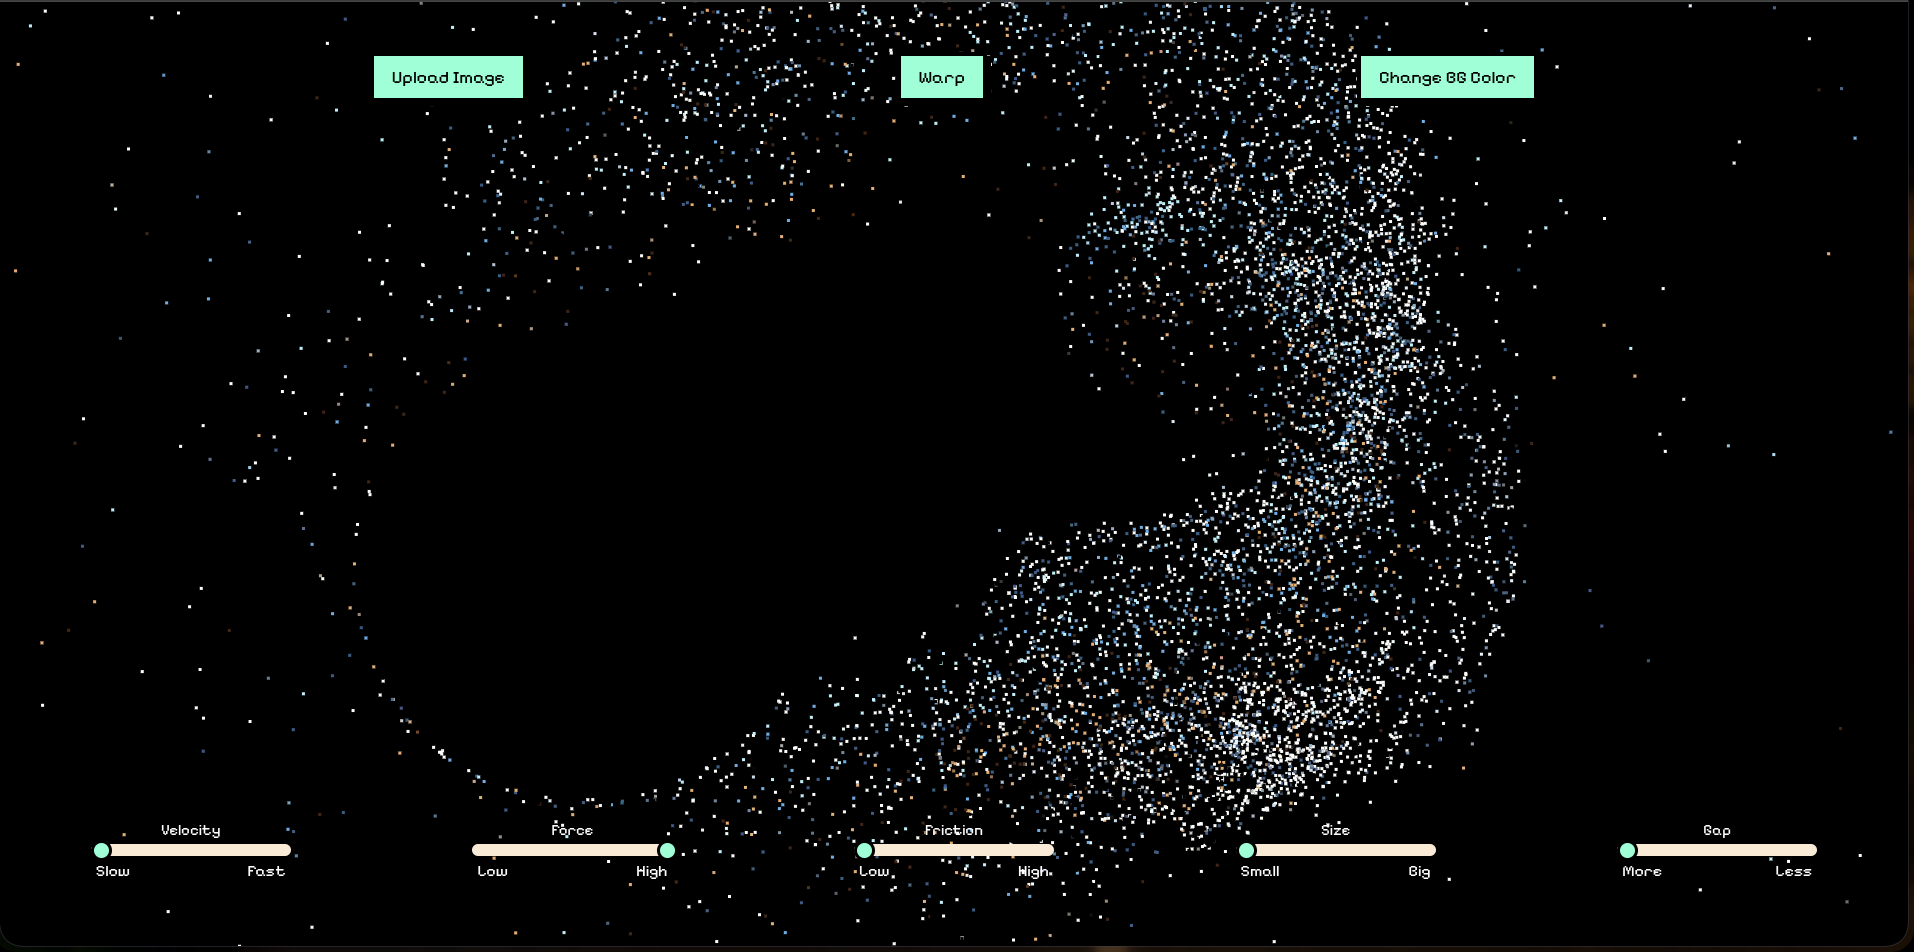 Upload Image
Warp
Change BG Color
Velocity
Force
Friction
Size
Gap
Slow
Fast
Low
High
Low
High
Small
Big
More
Less